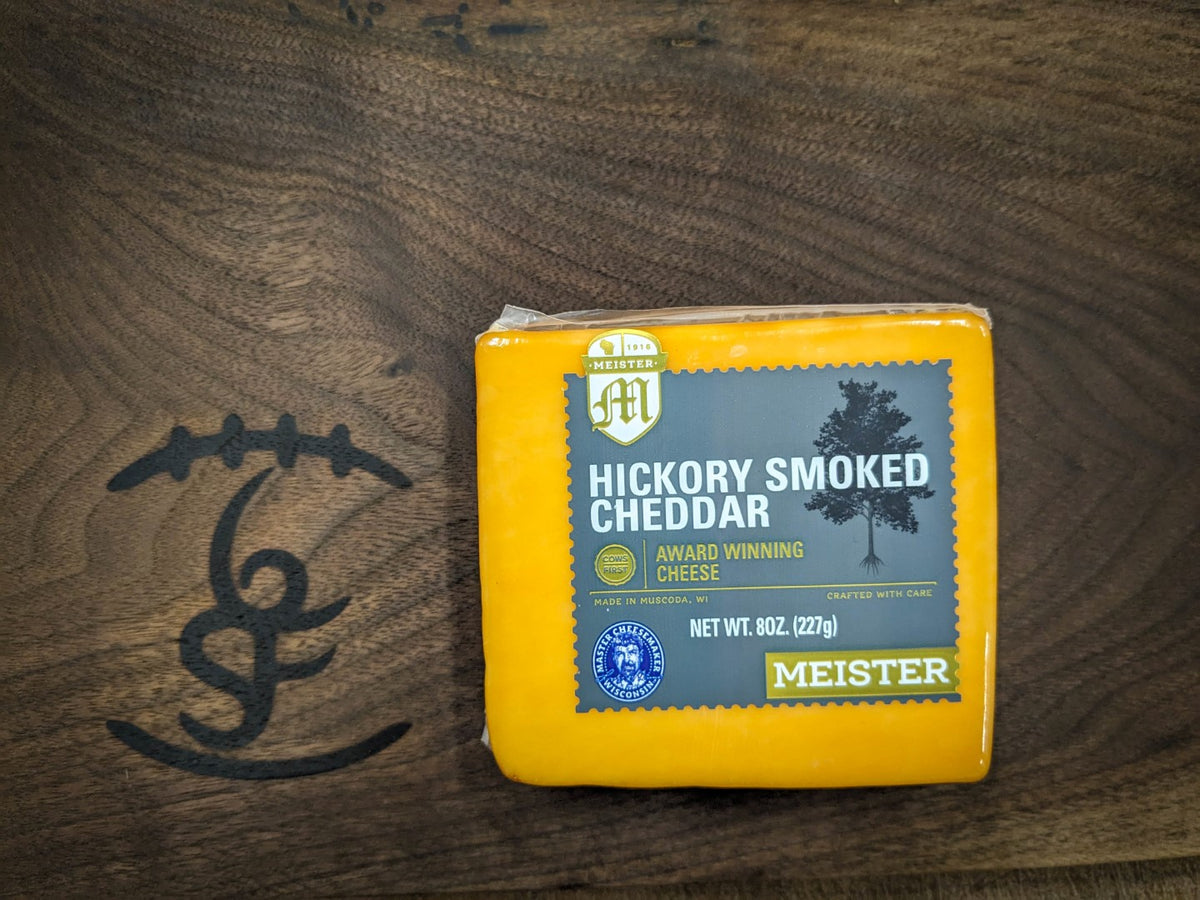 1916
MEISTER
M
HICKORY SMOKED
CHEDDAR
COWS
FIRST
AWARD WINNING
CHEESE
MADE IN MUSCODA, WI
CRAFTED WITH CARE
MASTER CHEESEMAKER
WISCONSIN
NET WT. 8OZ. (227g)
MEISTER